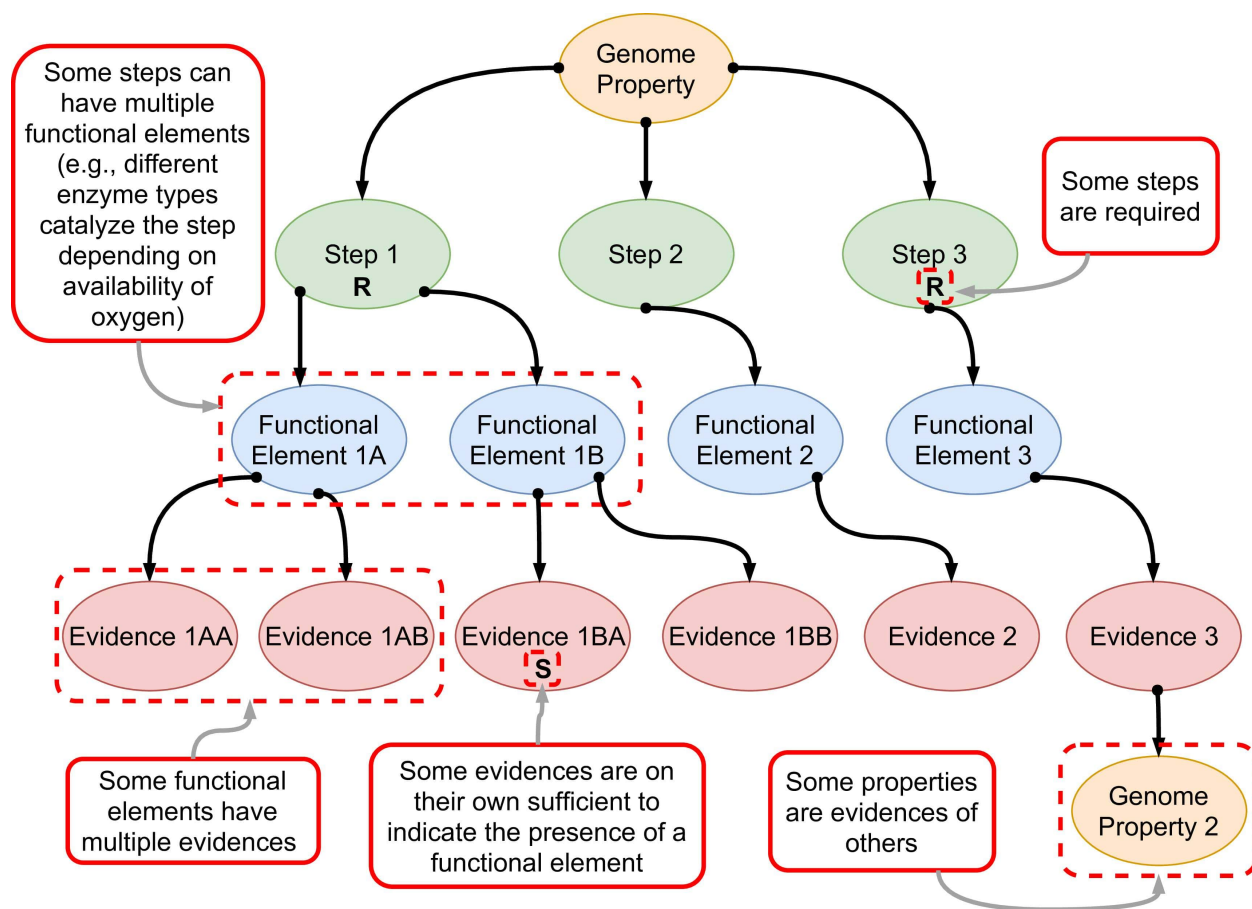 Genome
Property
Some steps can
have multiple
functional elements
(e.g., different
enzyme types
catalyze the step
depending on
availability of
oxygen)
Some steps
are required
Step 1
R
Step 2
Step 3
R
Functional
Element 1A
Functional
Element 1B
Functional
Element 2
Functional
Element 3
Evidence 1AA
Evidence 1AB
Evidence 1BA
S
Evidence 1BB
Evidence 2
Evidence 3
Some functional
elements have
multiple evidences
Some evidences are on
their own sufficient to
indicate the presence of a
functional element
Some properties
are evidences of
others
Genome
Property 2